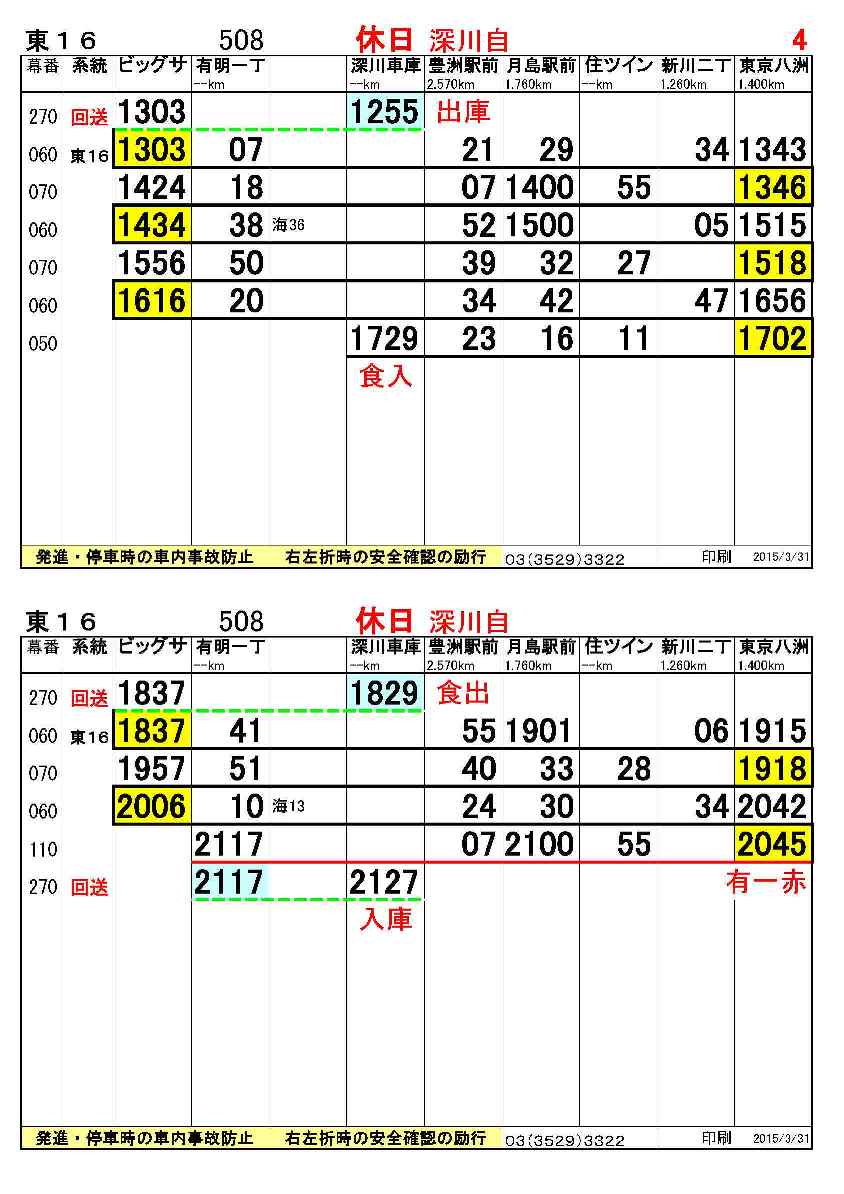 東１６ 508 休日 深川自 4
幕番 系統 ビッグサ 有明一丁 深川車庫 豊洲駅前 月島駅前 住ツイン 新川二丁 東京八洲
--km --km 2.570km 1.760km --km 1.260km 1.400km
270 回送 1303 1255 出庫
060 東16 1303 07 21 29 34 1343
070 1424 18 07 1400 55 1346
060 1434 38 海36 52 1500 05 1515
070 1556 50 39 32 27 1518
060 1616 20 34 42 47 1656
050 1729 23 16 11 1702
食入
発進・停車時の車内事故防止 右左折時の安全確認の励行 03(3529)3322 印刷 2015/3/31
東１６ 508 休日 深川自
幕番 系統 ビッグサ 有明一丁 深川車庫 豊洲駅前 月島駅前 住ツイン 新川二丁 東京八洲
--km --km 2.570km 1.760km --km 1.260km 1.400km
270 回送 1837 1829 食出
060 東16 1837 41 55 1901 06 1915
070 1957 51 40 33 28 1918
060 2006 10 海13 24 30 34 2042
110 2117 07 2100 55 2045
270 回送 2117 2127 有一赤
入庫
発進・停車時の車内事故防止 右左折時の安全確認の励行 03(3529)3322 印刷 2015/3/31